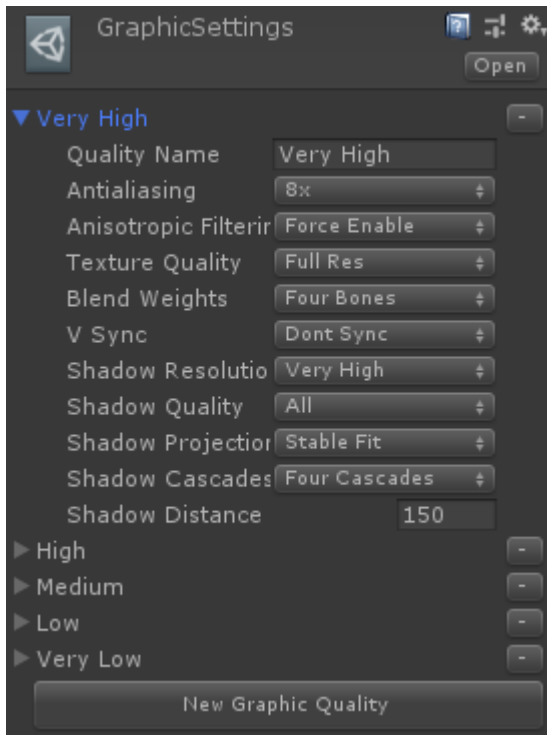 GraphicSettings
Open
Very High
-
Quality Name Very High
Antialiasing 8x
Anisotropic Filterir Force Enable
Texture Quality Full Res
Blend Weights Four Bones
V Sync Dont Sync
Shadow Resolutio Very High
Shadow Quality All
Shadow Projection Stable Fit
Shadow Cascades Four Cascades
Shadow Distance 150
High -
Medium -
Low -
Very Low -
New Graphic Quality